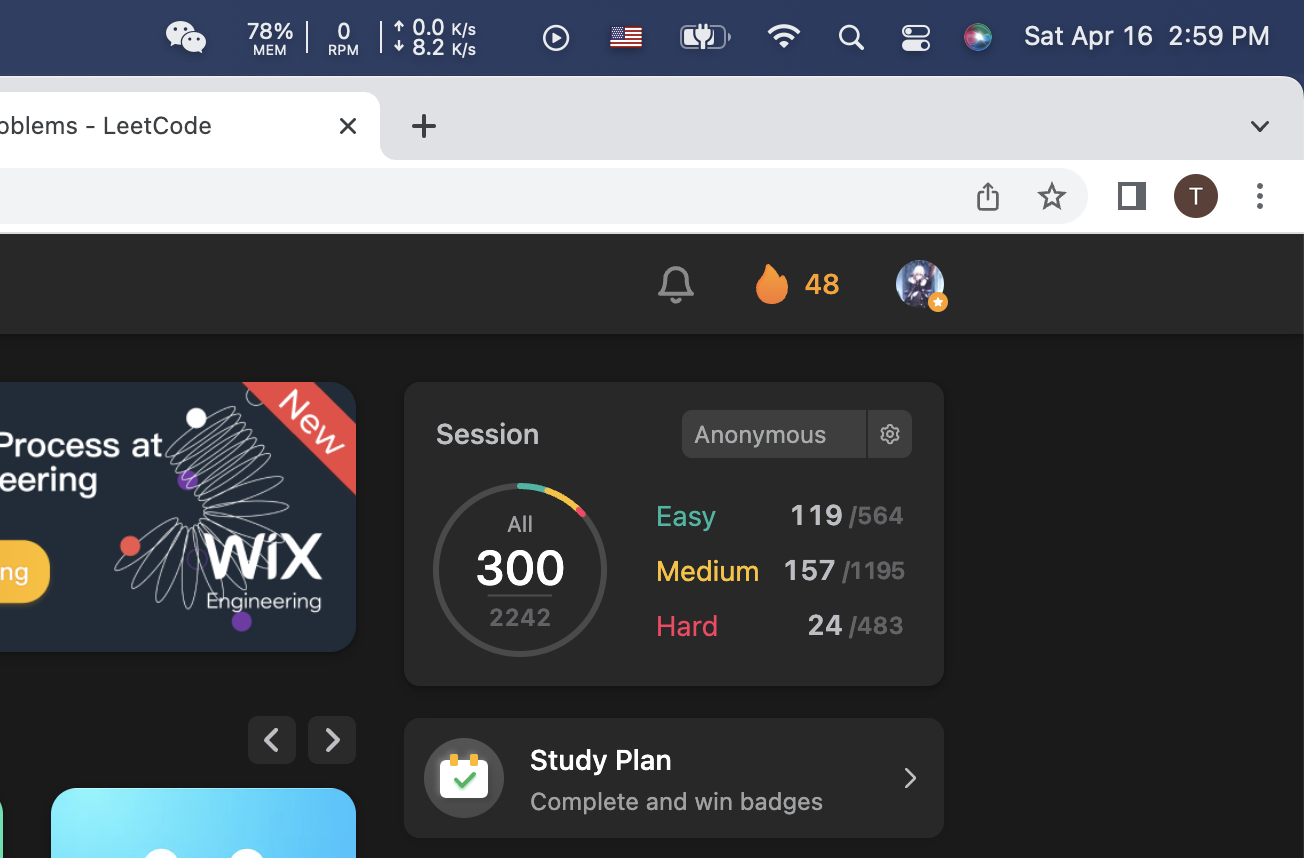 78% 0 0.0 K/s
MEM RPM 8.2 K/s
Sat Apr 16 2:59 PM
oblems - LeetCode
T
48
Process at
eering
New
ng
WiX
Engineering
Session
Anonymous
All
300
2242
Easy 119 /564
Medium 157 /1195
Hard 24 /483
Study Plan
Complete and win badges